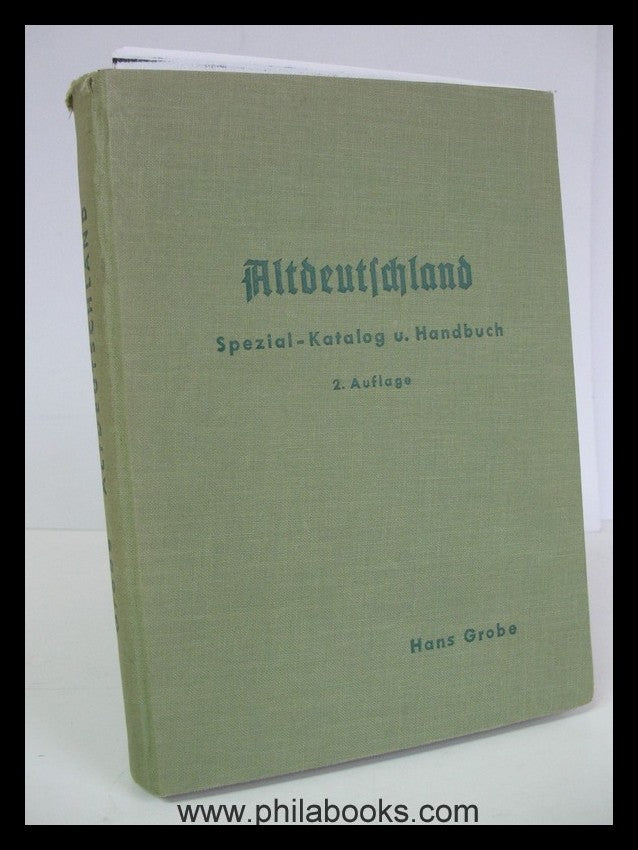 Altdeutſchland
Spezial-Katalog u. Handbuch
2. Auflage
Hans Grobe
ALTDEUTSCHLAND
www.philabooks.com